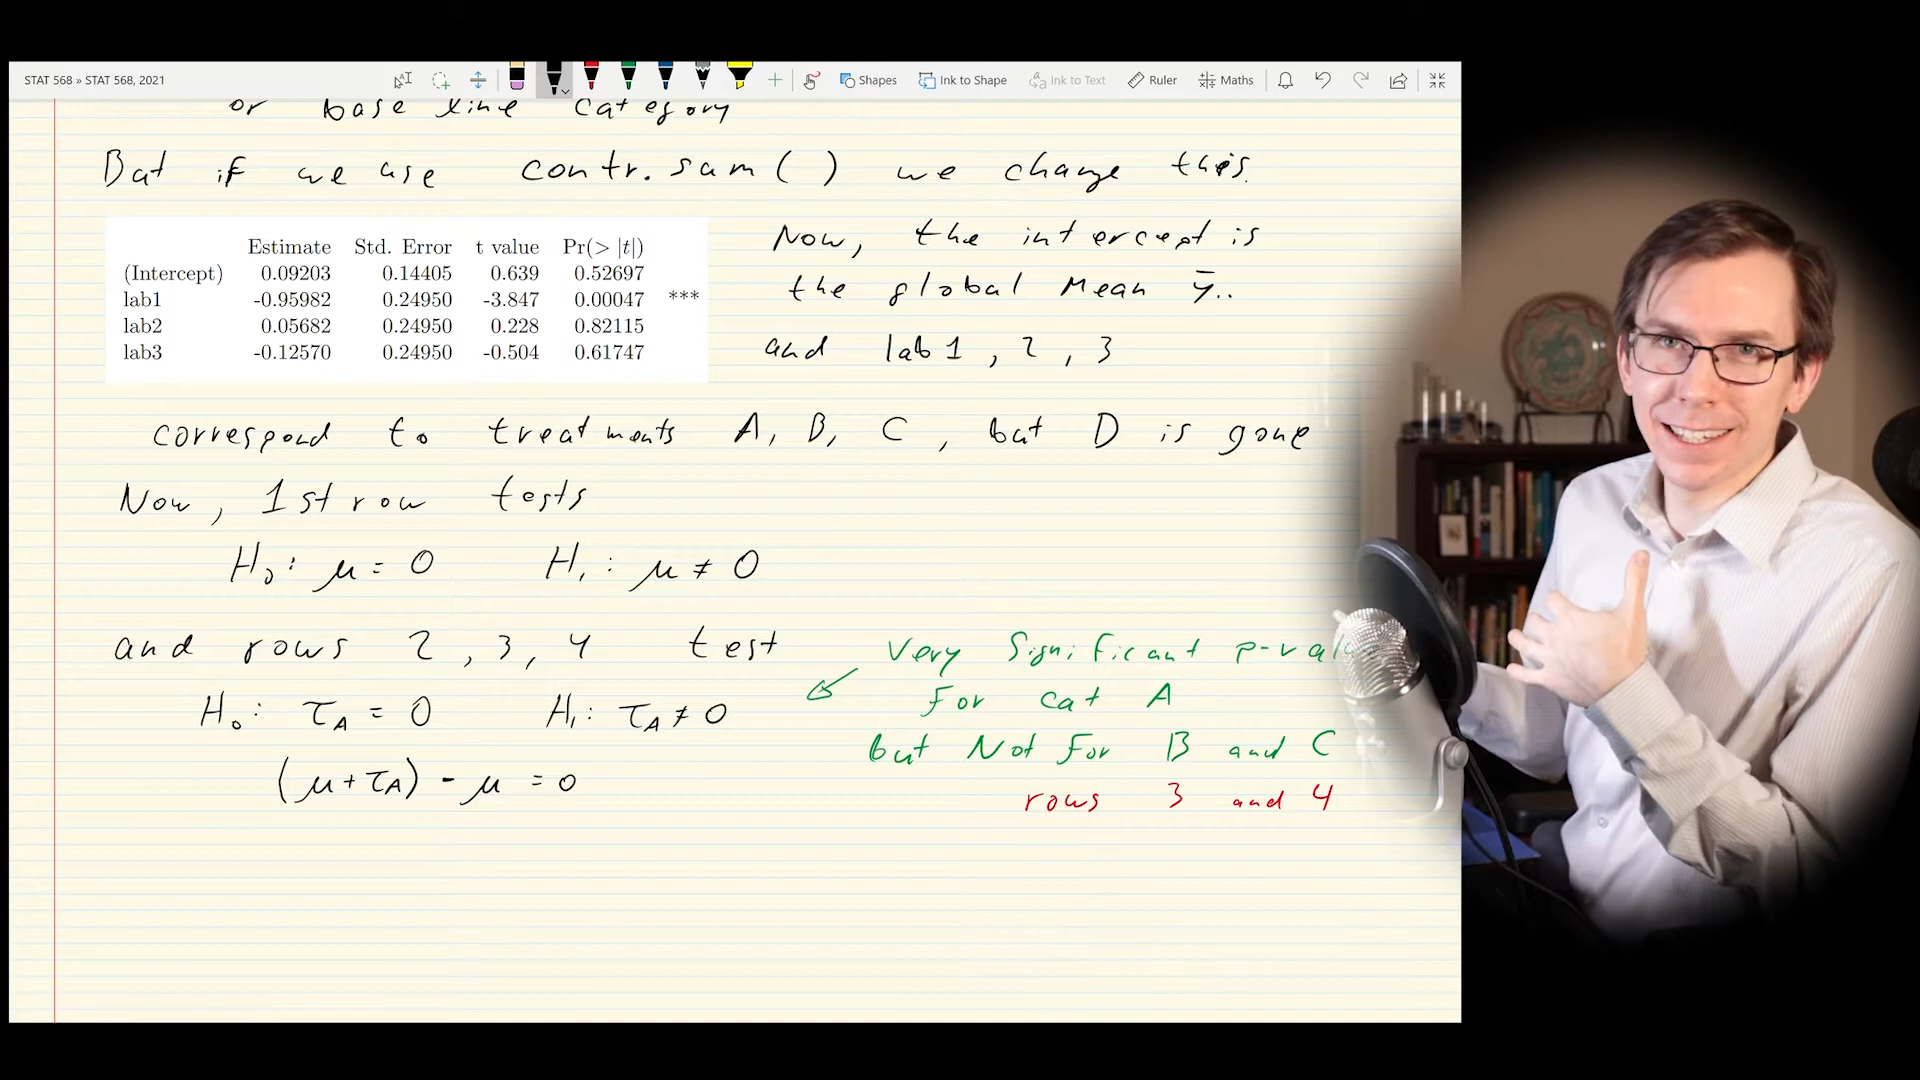 STAT 568 » STAT 568, 2021
Shapes Ink to Shape Ink to Text Ruler Maths
or base line category
But if we use contr.sum() we change this.
Estimate Std. Error t value Pr(> |t|)
(Intercept) 0.09203 0.14405 0.639 0.52697
lab1 -0.95982 0.24950 -3.847 0.00047 ***
lab2 0.05682 0.24950 0.228 0.82115
lab3 -0.12570 0.24950 -0.504 0.61747
Now, the intercept is
the global Mean ȳ..
and lab 1, 2, 3
correspond to treatments A, B, C, but D is gone
Now, 1st row tests
H₀: μ = 0 H₁: μ ≠ 0
and rows 2, 3, 4 test
H₀: τ_A = 0 H₁: τ_A ≠ 0
(μ + τ_A) - μ = 0
Very Significant p-val
For cat A
but Not For B and C
rows 3 and 4